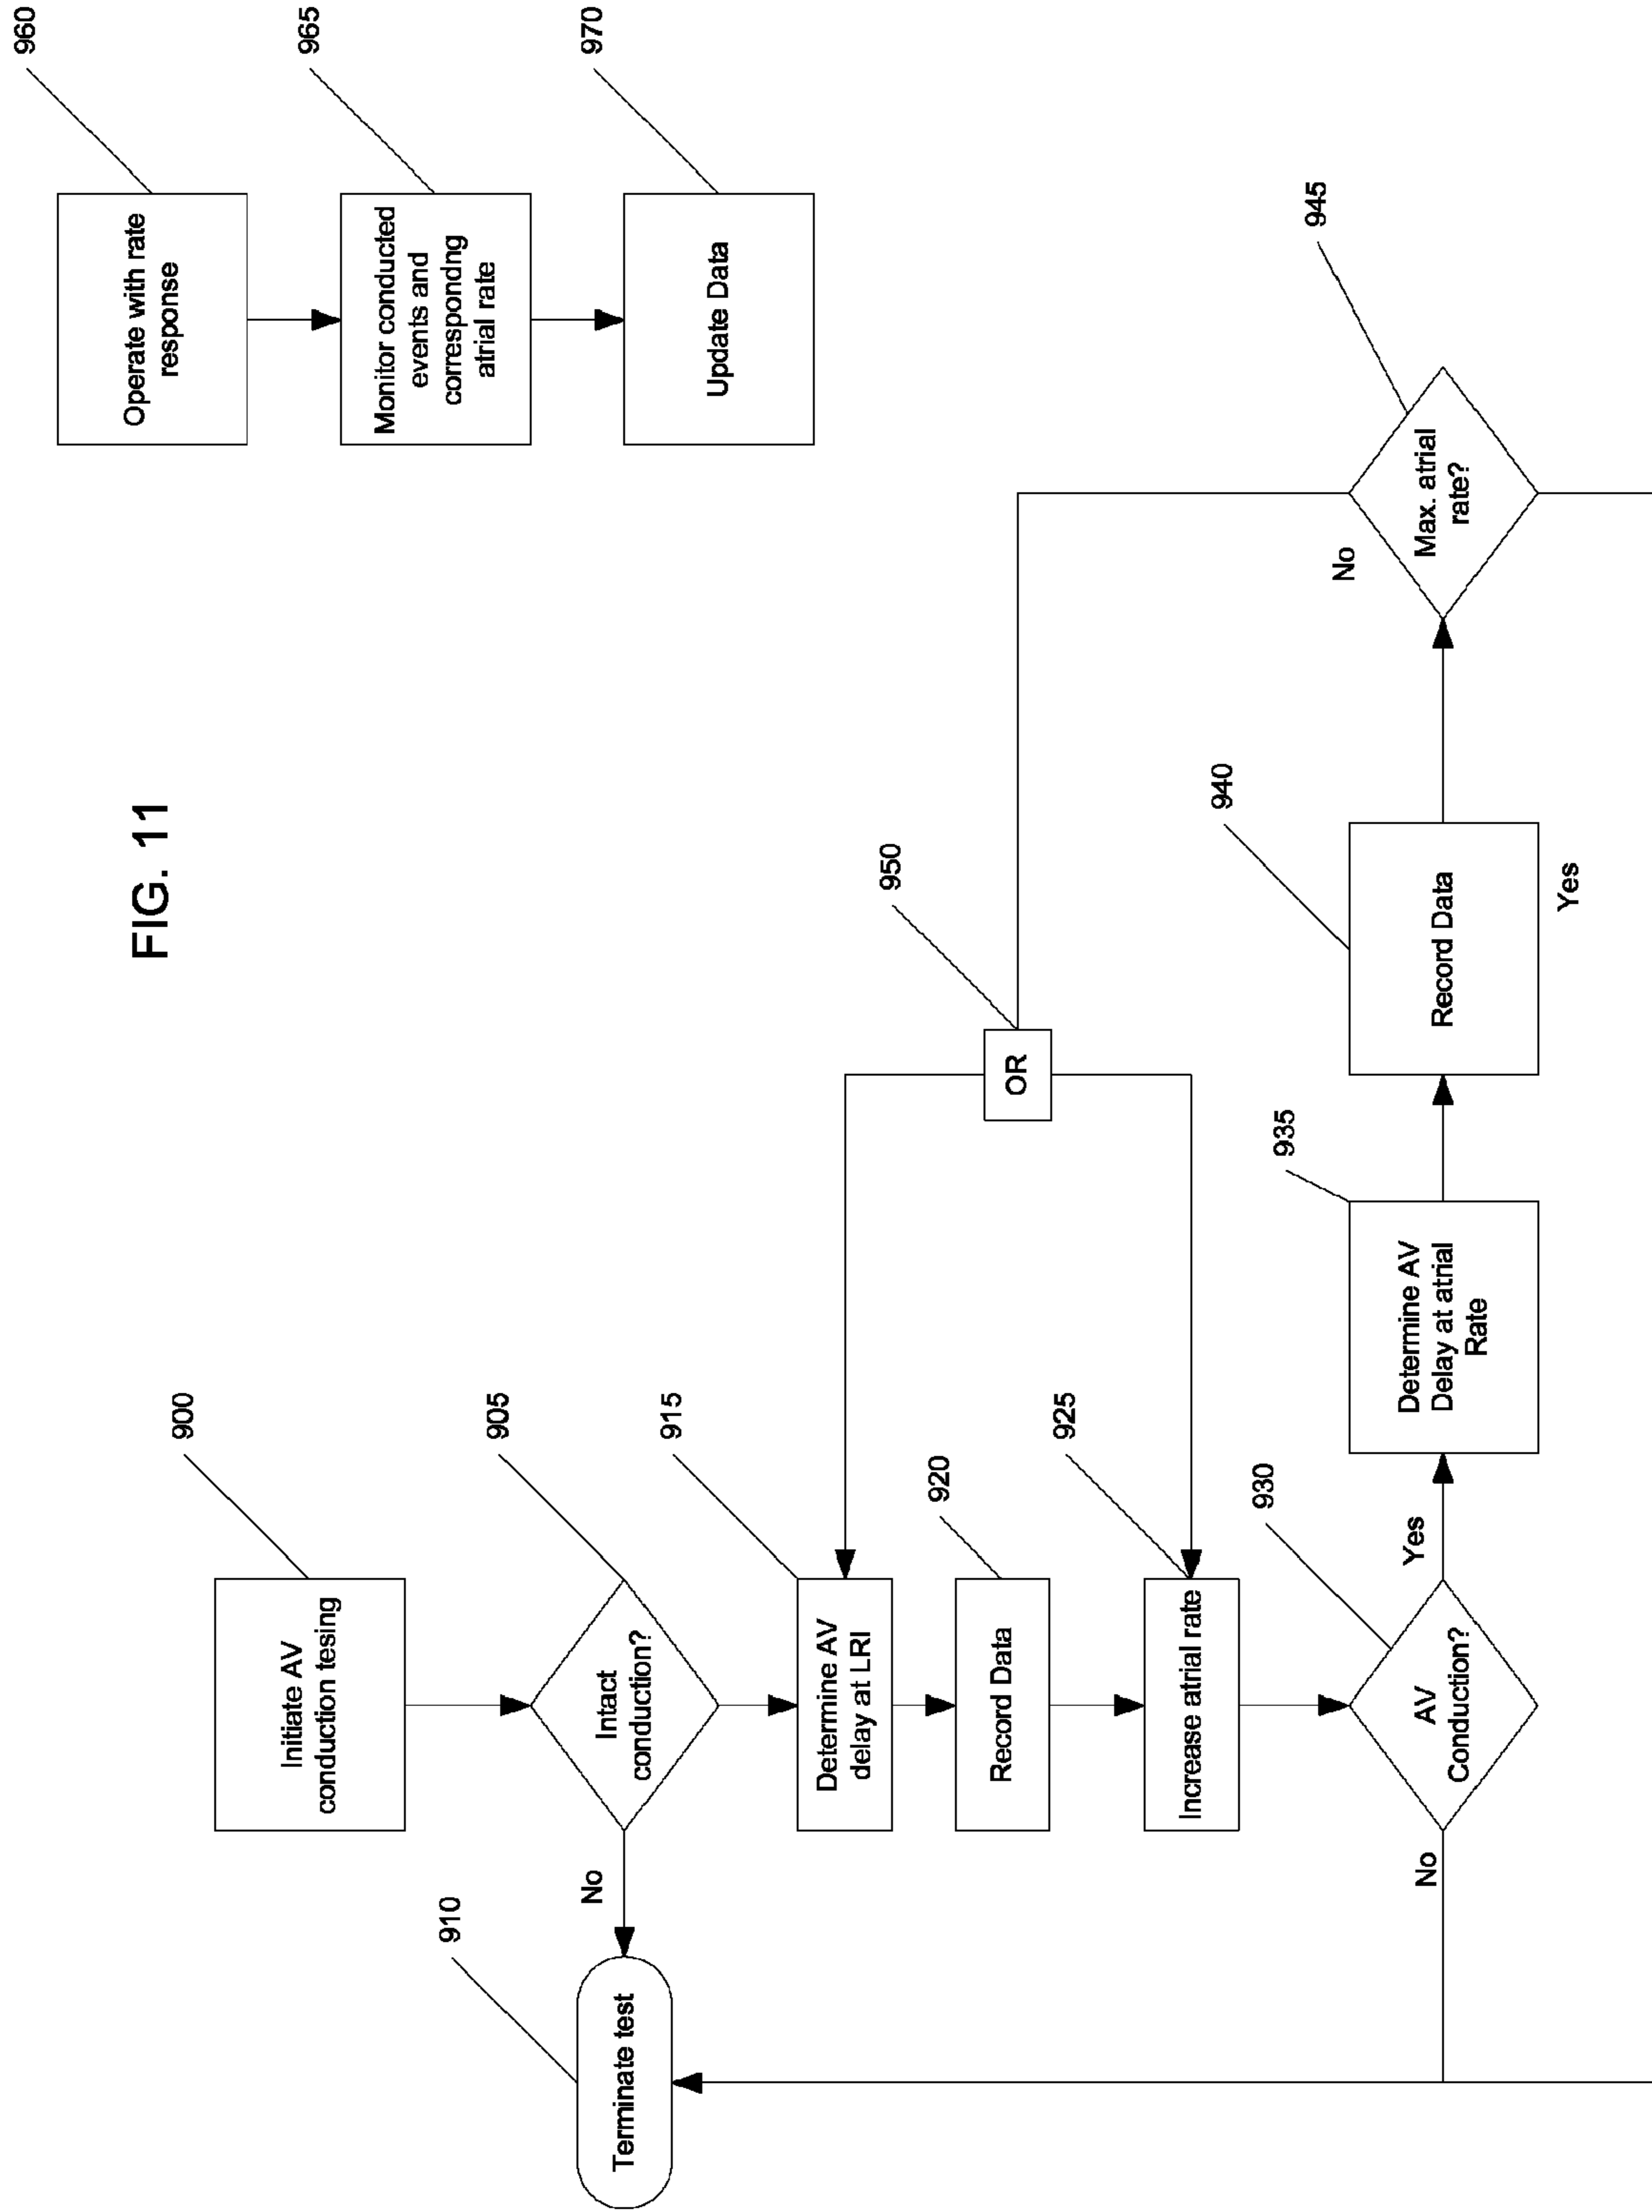 FIG. 11
900
Initiate AV
conduction tesing
905
Intact
conduction?
No
910
Terminate test
915
Determine AV
delay at LRI
920
Record Data
925
Increase atrial rate
930
AV
Conduction?
No
Yes
935
Determine AV
Delay at atrial
Rate
940
Record Data
Yes
945
Max. atrial
rate?
No
950
OR
960
Operate with rate
response
965
Monitor conducted
events and
correspondng
atrial rate
970
Update Data